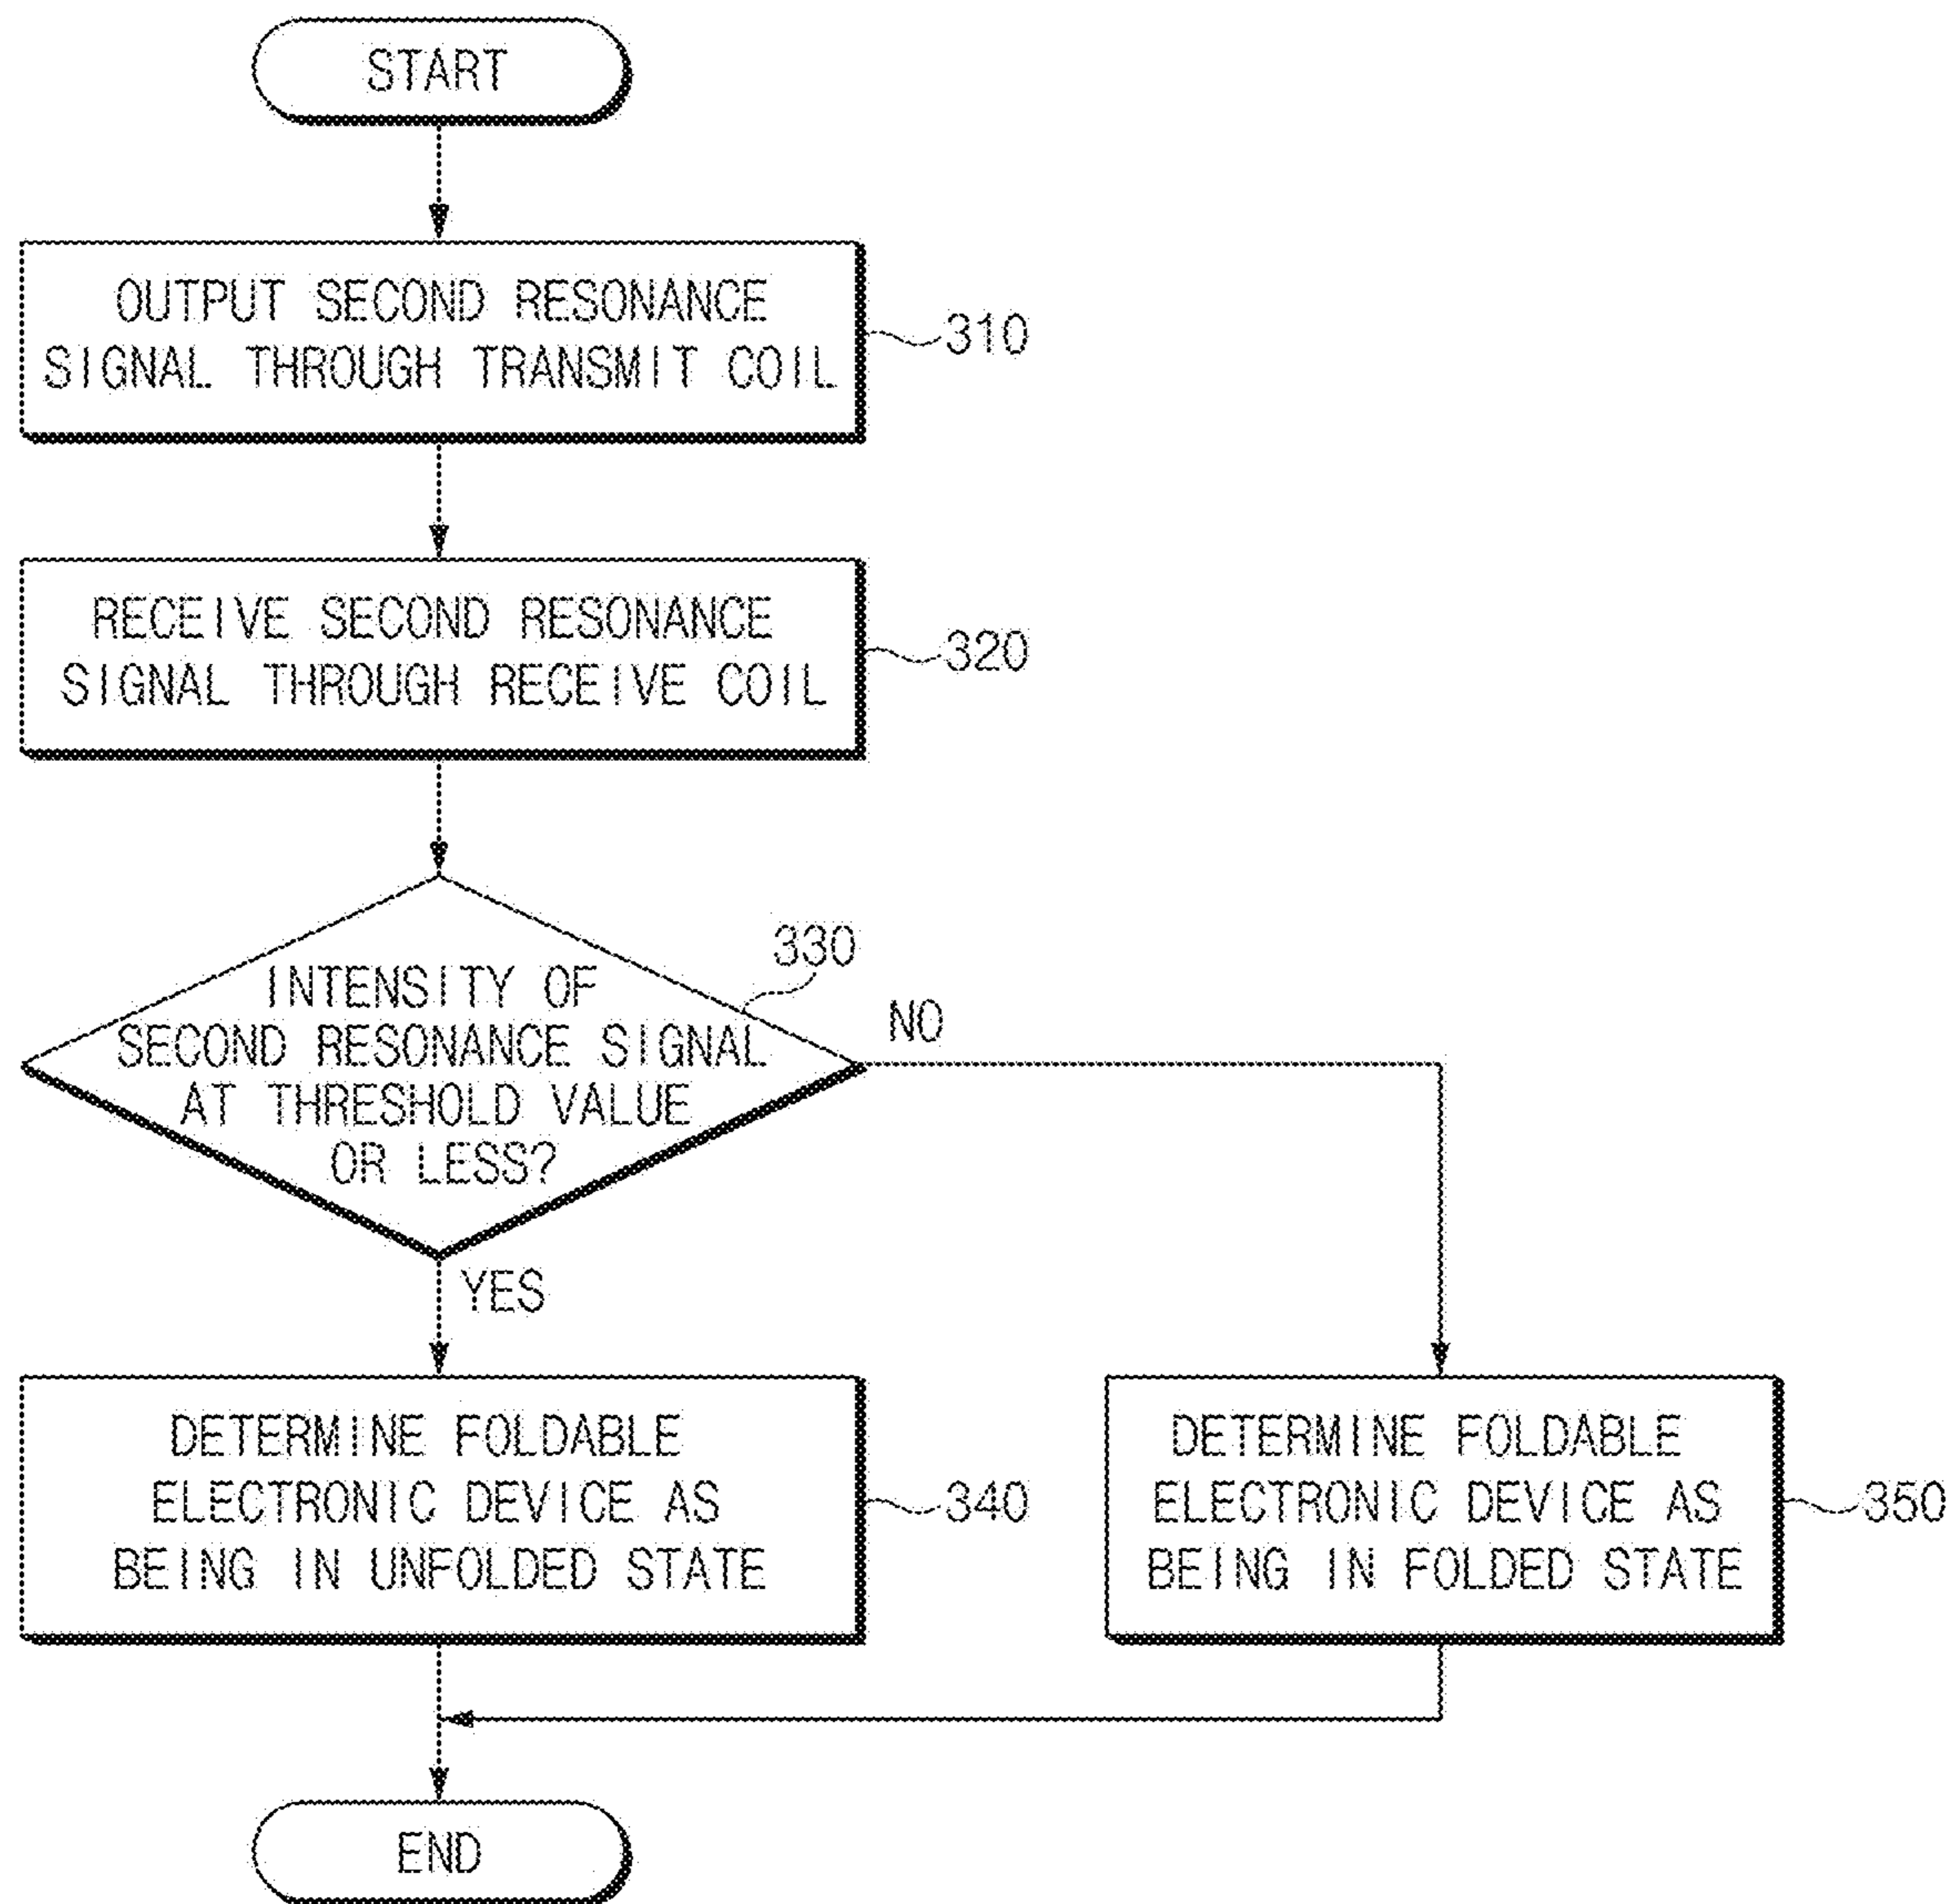 START
OUTPUT SECOND RESONANCE
SIGNAL THROUGH TRANSMIT COIL
310
RECEIVE SECOND RESONANCE
SIGNAL THROUGH RECEIVE COIL
320
330
INTENSITY OF
SECOND RESONANCE SIGNAL
AT THRESHOLD VALUE
OR LESS?
NO
YES
DETERMINE FOLDABLE
ELECTRONIC DEVICE AS
BEING IN UNFOLDED STATE
340
DETERMINE FOLDABLE
ELECTRONIC DEVICE AS
BEING IN FOLDED STATE
350
END